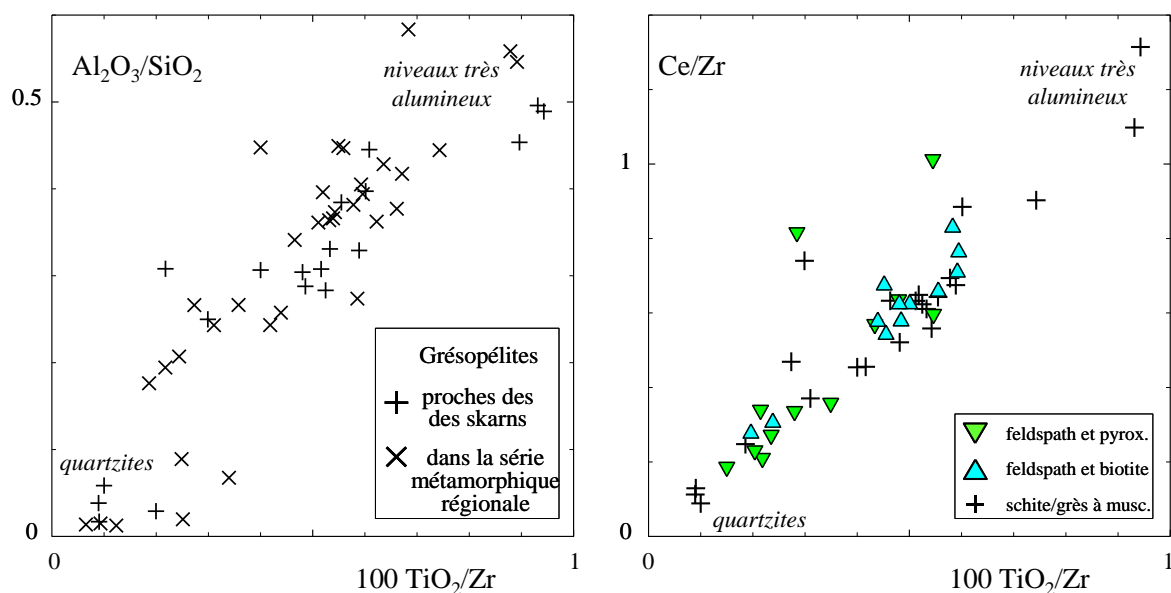 Al₂O₃/SiO₂
niveaux très
alumineux
0.5
Grésopélites
proches des
des skarns
dans la série
métamorphique
régionale
quartzites
0
0
1
100 TiO₂/Zr
Ce/Zr
niveaux très
alumineux
1
feldspath et pyrox.
feldspath et biotite
schite/grès à musc.
quartzites
0
0
1
100 TiO₂/Zr